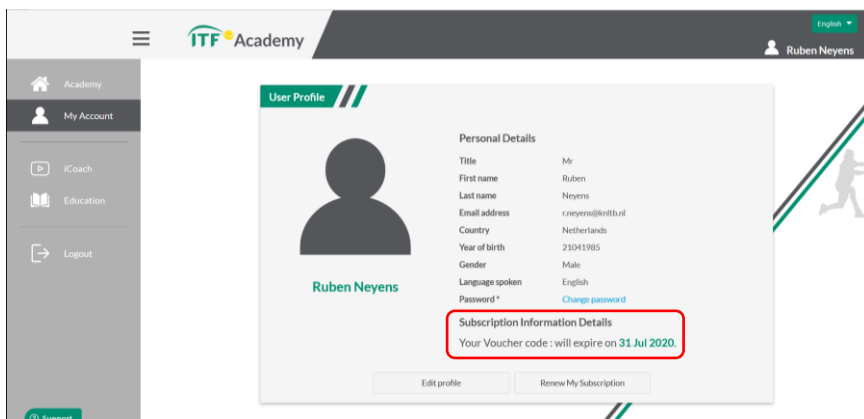 English
ITF Academy
Ruben Neyens
Academy
My Account
iCoach
Education
Logout
Support
User Profile
Ruben Neyens
Personal Details
Title Mr
First name Ruben
Last name Neyens
Email address r.neyens@knltb.nl
Country Netherlands
Year of birth 21041985
Gender Male
Language spoken English
Password * Change password
Subscription Information Details
Your Voucher code : will expire on 31 Jul 2020.
Edit profile Renew My Subscription